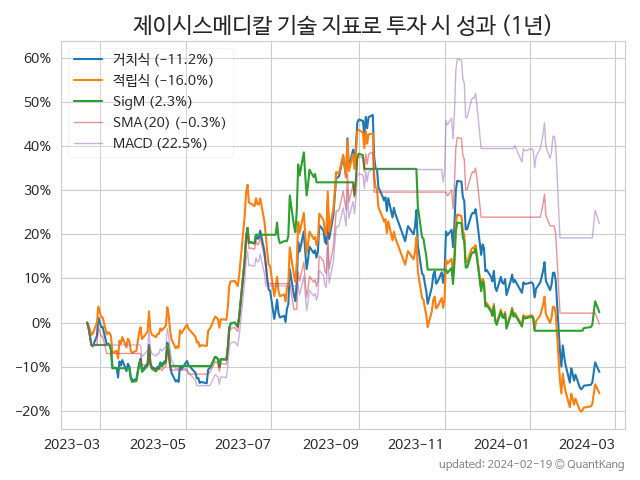 제이시스메디칼 기술 지표로 투자 시 성과 (1년)
60%
50%
40%
30%
20%
10%
0%
−10%
−20%
거치식 (−11.2%)
적립식 (−16.0%)
SigM (2.3%)
SMA(20) (−0.3%)
MACD (22.5%)
2023-03 2023-05 2023-07 2023-09 2023-11 2024-01 2024-03
updated: 2024-02-19 © QuantKang